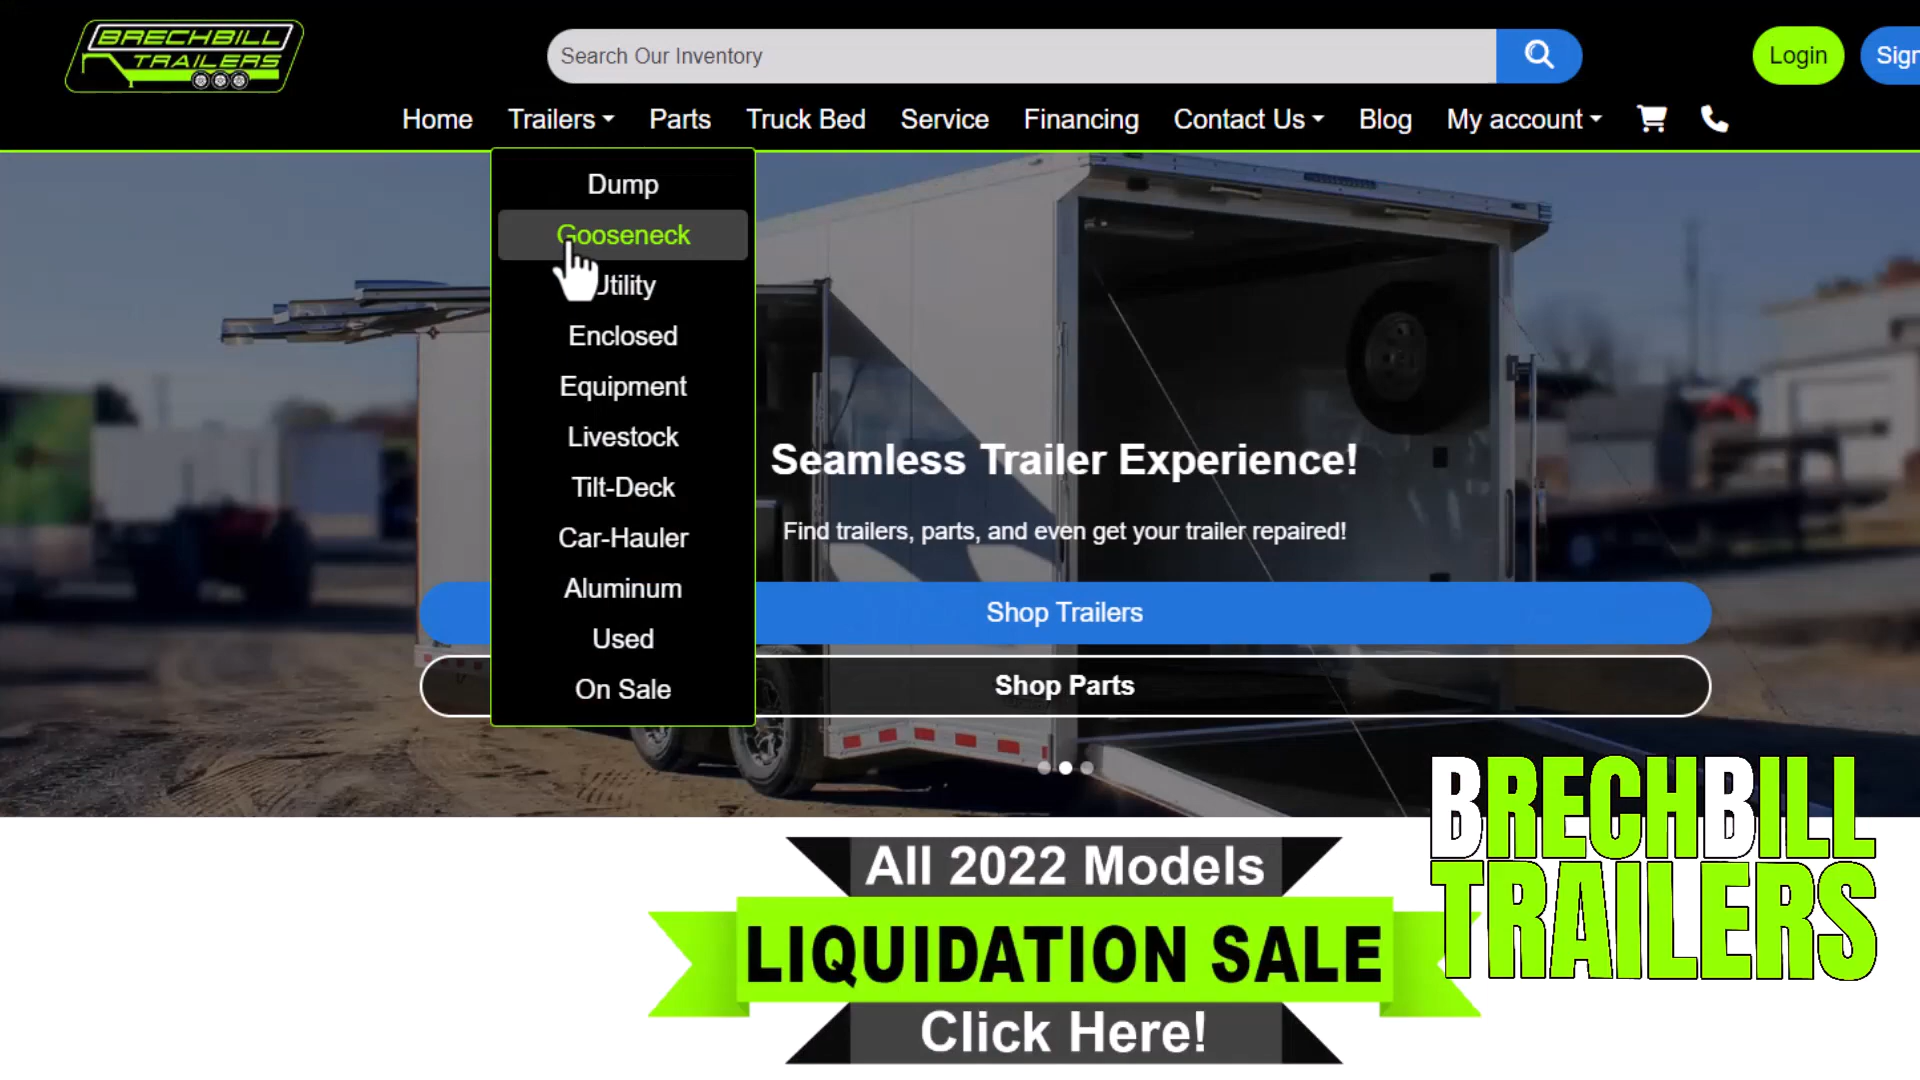 BRECHBILL
TRAILERS
Search Our Inventory
Login
Sign
Home
Trailers
Parts
Truck Bed
Service
Financing
Contact Us
Blog
My account
Dump
Gooseneck
Utility
Enclosed
Equipment
Livestock
Tilt-Deck
Car-Hauler
Aluminum
Used
On Sale
Seamless Trailer Experience!
Find trailers, parts, and even get your trailer repaired!
Shop Trailers
Shop Parts
All 2022 Models
LIQUIDATION SALE
Click Here!
BRECHBILL
TRAILERS